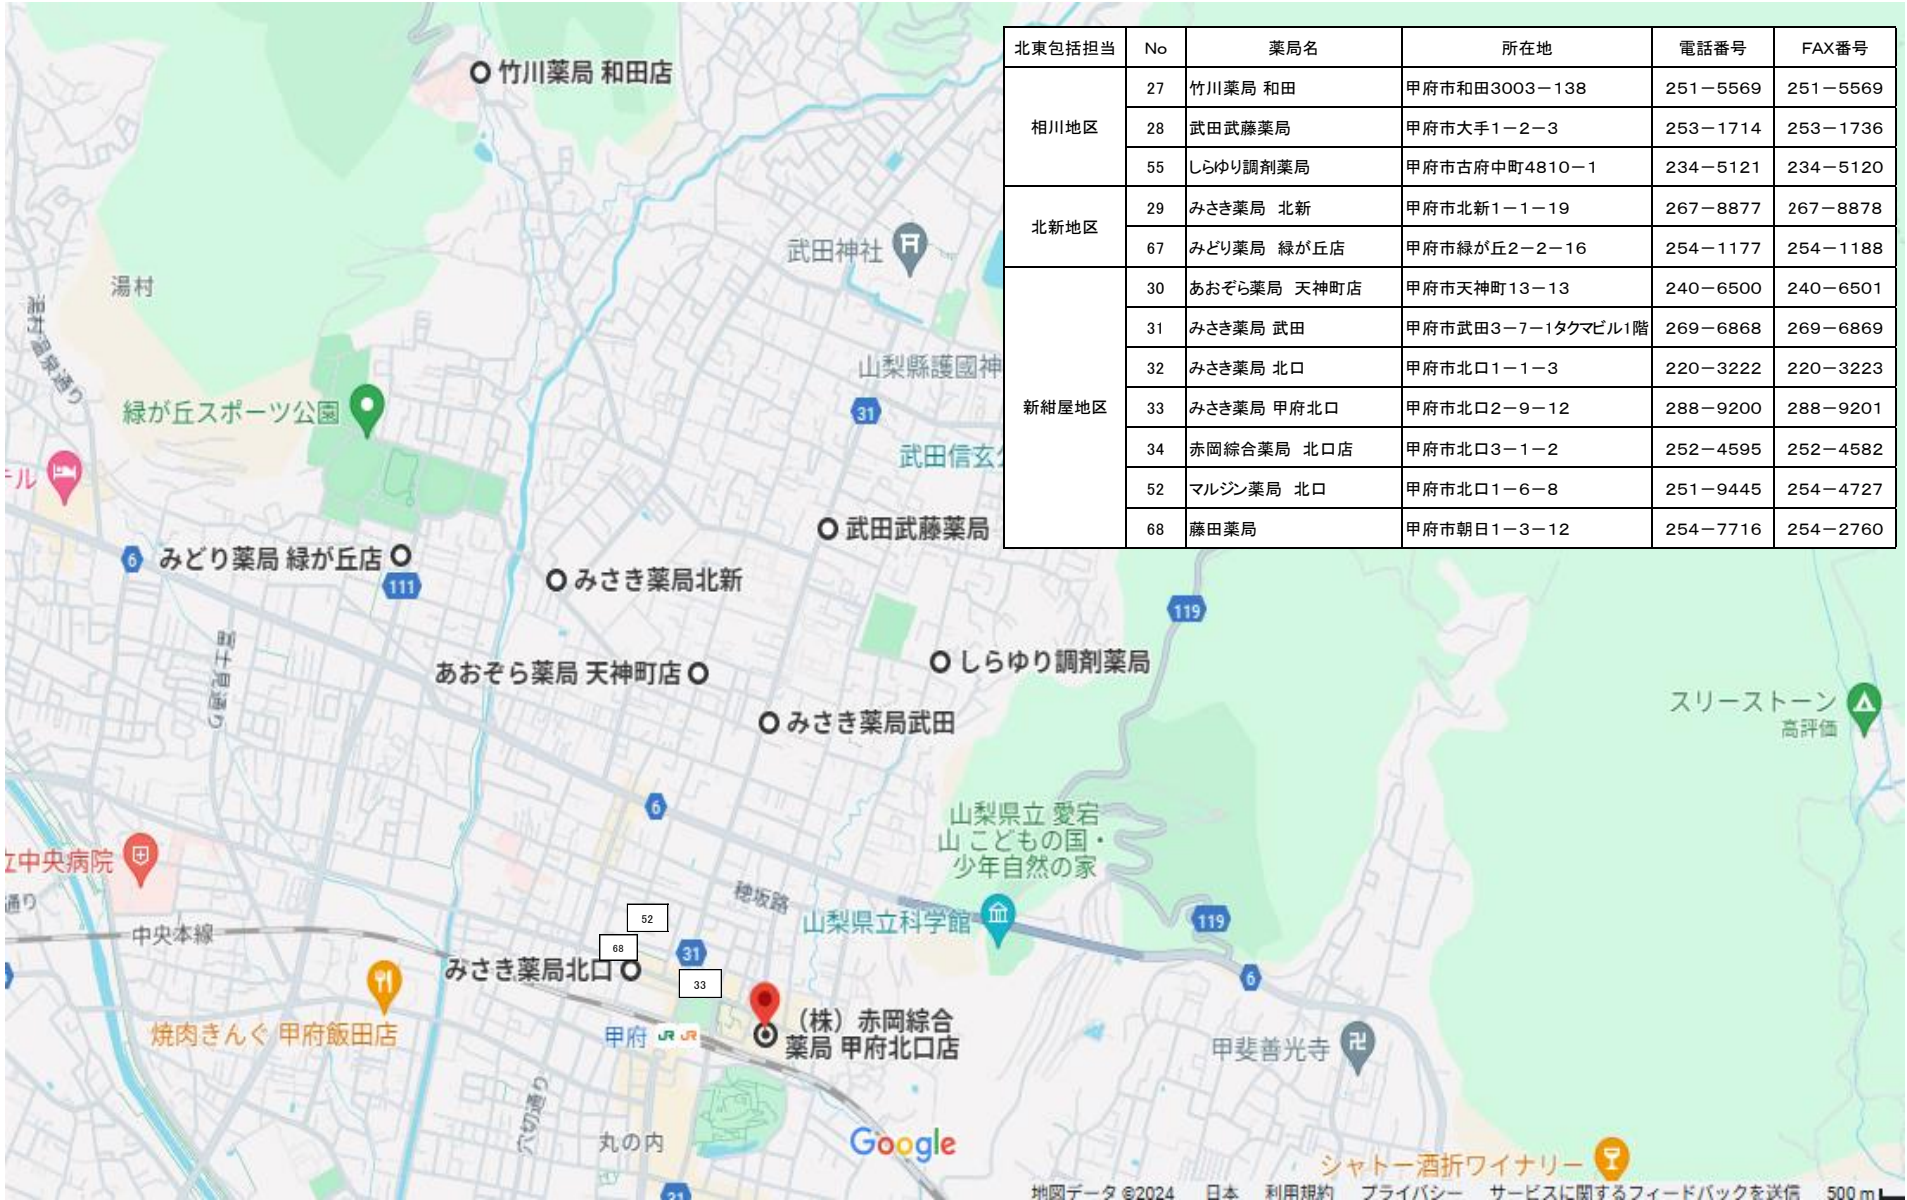 北東包括担当 No 薬局名 所在地 電話番号 FAX番号
相川地区
27 竹川薬局 和田 甲府市和田3003－138 251－5569 251－5569
28 武田武藤薬局 甲府市大手1－2－3 253－1714 253－1736
55 しらゆり調剤薬局 甲府市古府中町4810－1 234－5121 234－5120
北新地区
29 みさき薬局 北新 甲府市北新1－1－19 267－8877 267－8878
67 みどり薬局 緑が丘店 甲府市緑が丘2－2－16 254－1177 254－1188
新紺屋地区
30 あおぞら薬局 天神町店 甲府市天神町13－13 240－6500 240－6501
31 みさき薬局 武田 甲府市武田3－7－1タクマビル1階 269－6868 269－6869
32 みさき薬局 北口 甲府市北口1－1－3 220－3222 220－3223
33 みさき薬局 甲府北口 甲府市北口2－9－12 288－9200 288－9201
34 赤岡綜合薬局 北口店 甲府市北口3－1－2 252－4595 252－4582
52 マルジン薬局 北口 甲府市北口1－6－8 251－9445 254－4727
68 藤田薬局 甲府市朝日1－3－12 254－7716 254－2760
竹川薬局 和田店
武田神社
湯村
湯村温泉通り
山梨縣護國神
緑が丘スポーツ公園
31
武田信玄公
テル
武田武藤薬局
6
みどり薬局 緑が丘店
111
みさき薬局北新
119
富士見通り
あおぞら薬局 天神町店
しらゆり調剤薬局
スリーストーン
高評価
みさき薬局武田
6
山梨県立 愛宕
山 こどもの国・
少年自然の家
立中央病院
穂坂路
通り
52
山梨県立科学館
119
中央本線
68
31
みさき薬局北口
33
6
焼肉きんぐ 甲府飯田店
甲府 JR JR
（株）赤岡綜合
薬局 甲府北口店
甲斐善光寺
穴切通り
丸の内
Google
シャトー酒折ワイナリー
31
地図データ ©2024 日本 利用規約 プライバシー サービスに関するフィードバックを送信 500 m